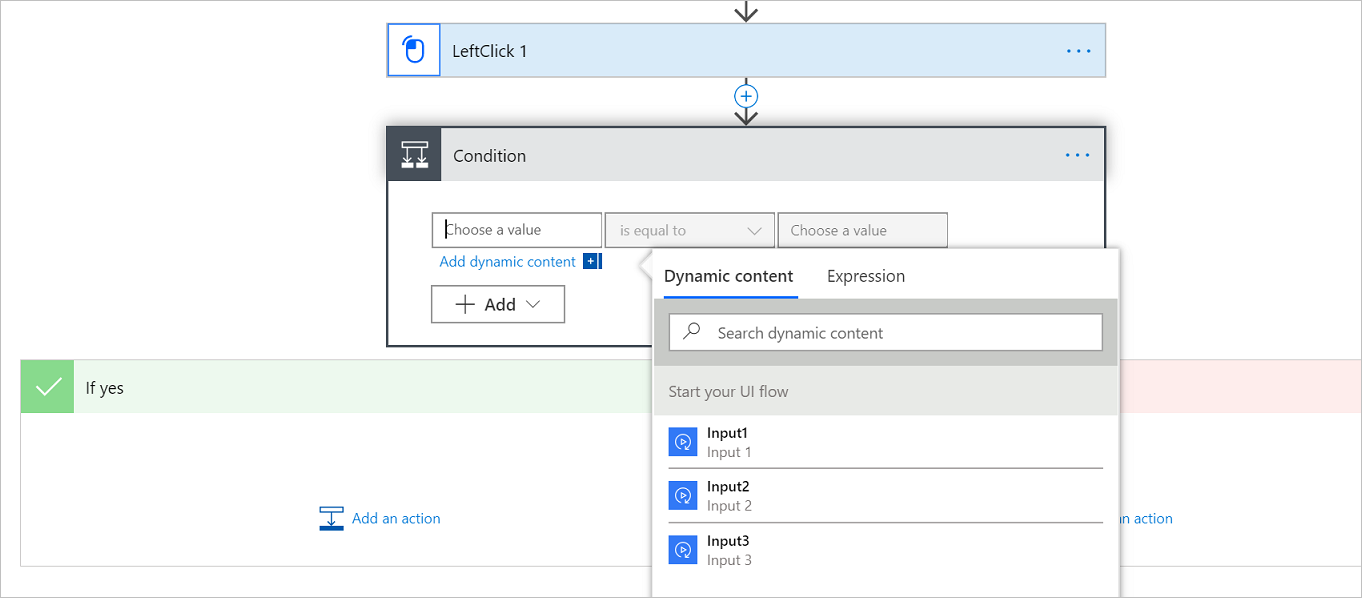 LeftClick 1
Condition
Choose a value
is equal to
Choose a value
Add dynamic content
Add
Dynamic content
Expression
Search dynamic content
Start your UI flow
Input1
Input 1
Input2
Input 2
Input3
Input 3
If yes
Add an action
an action